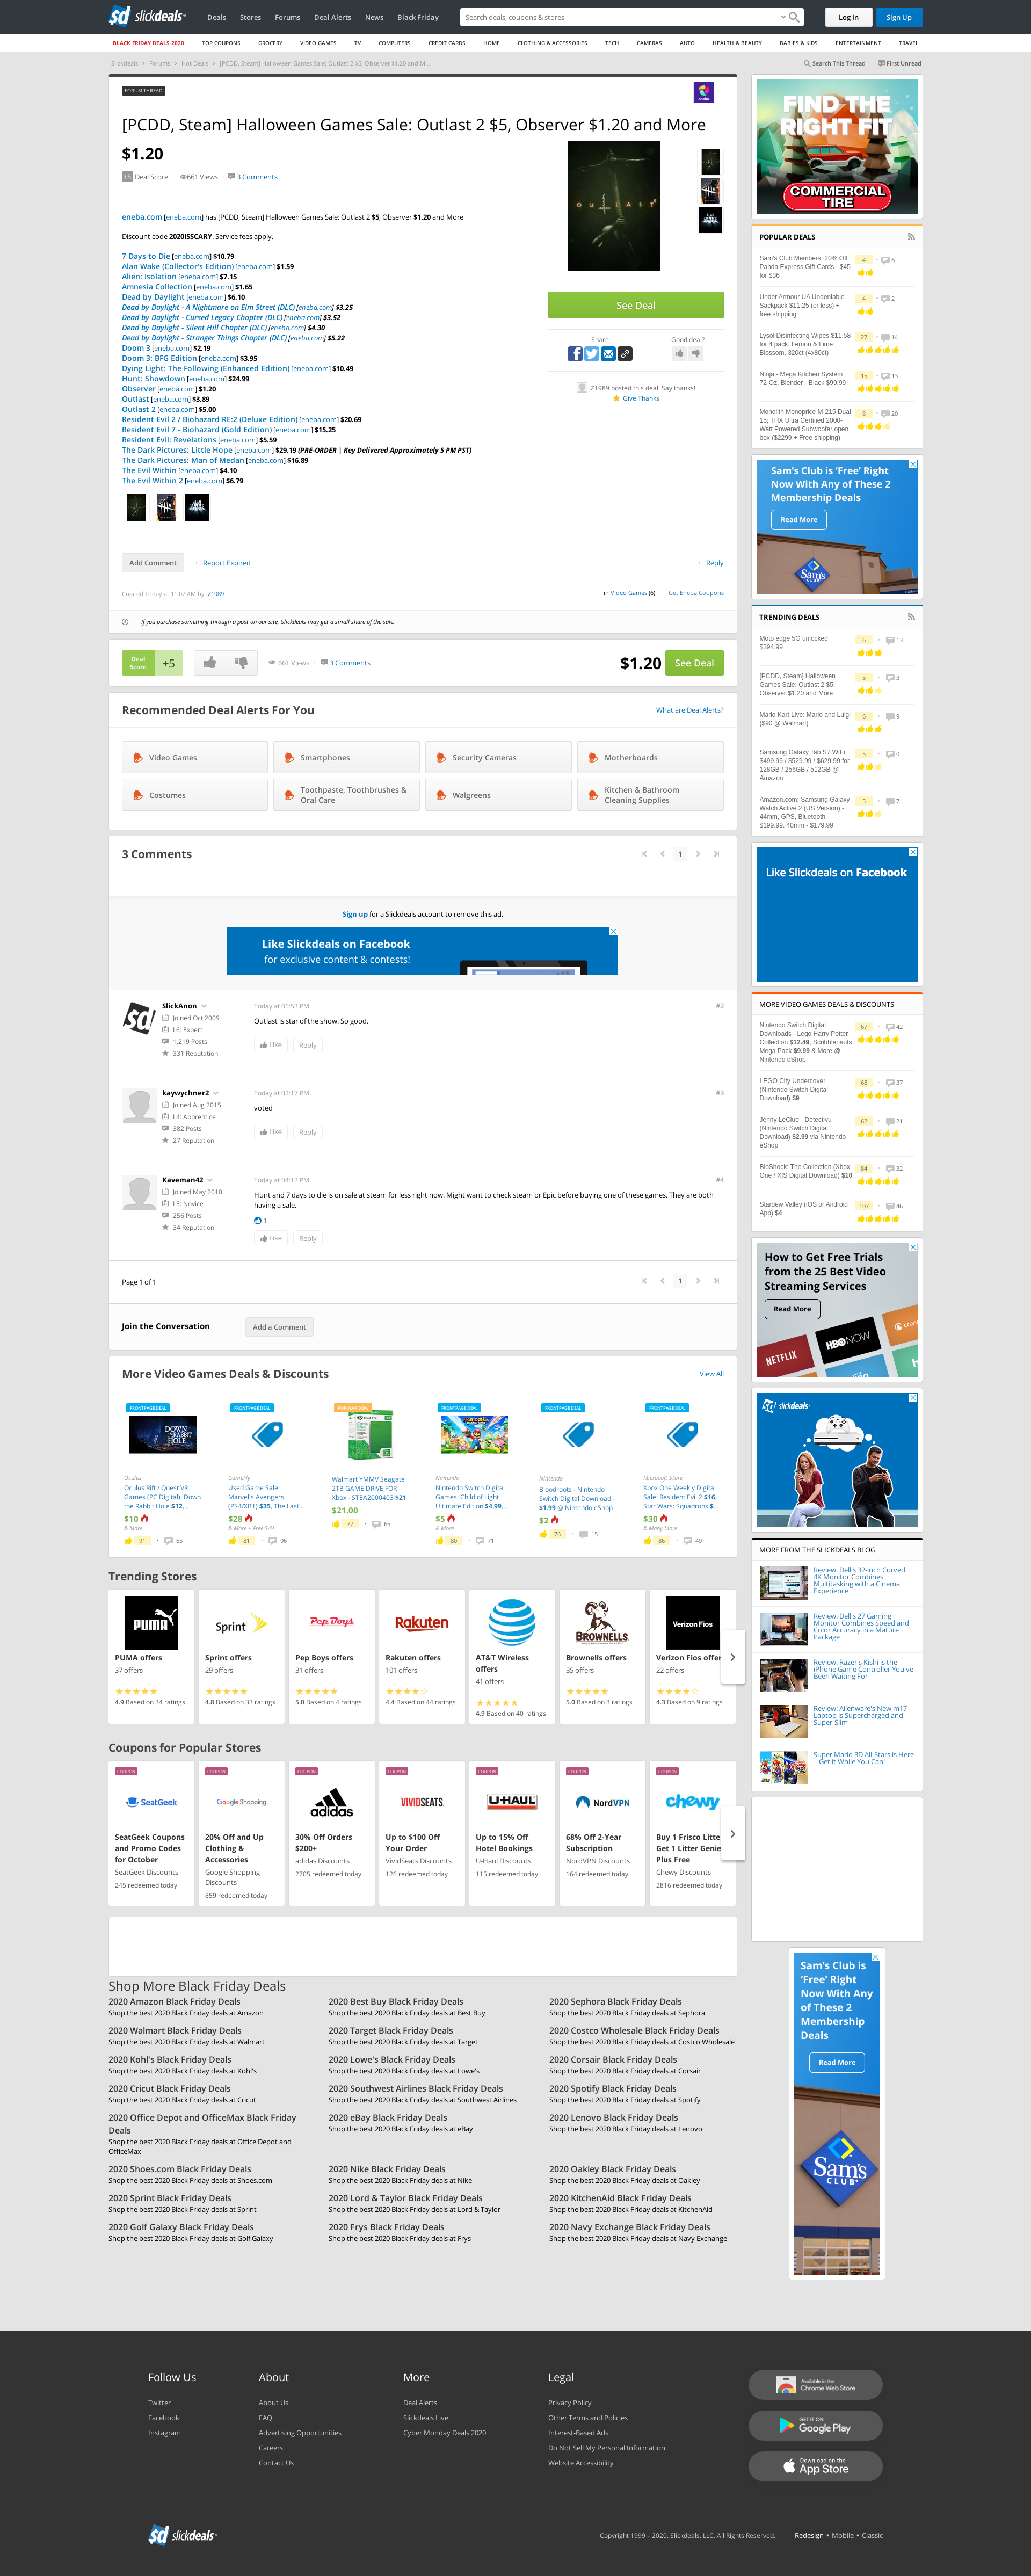 slickdeals
Deals Stores Forums Deal Alerts News Black Friday
Search deals, coupons & stores
Log In Sign Up
BLACK FRIDAY DEALS 2020 TOP COUPONS GROCERY VIDEO GAMES TV COMPUTERS CREDIT CARDS HOME CLOTHING & ACCESSORIES TECH CAMERAS AUTO HEALTH & BEAUTY BABIES & KIDS ENTERTAINMENT TRAVEL
Slickdeals > Forums > Hot Deals > [PCDD, Steam] Halloween Games Sale: Outlast 2 $5, Observer $1.20 and M...
Search This Thread First Unread
FORUM THREAD
[PCDD, Steam] Halloween Games Sale: Outlast 2 $5, Observer $1.20 and More
$1.20
+5 Deal Score 661 Views 3 Comments
eneba.com [eneba.com] has [PCDD, Steam] Halloween Games Sale: Outlast 2 $5, Observer $1.20 and More
Discount code 2020ISSCARY. Service fees apply.
7 Days to Die [eneba.com] $10.79
Alan Wake (Collector's Edition) [eneba.com] $1.59
Alien: Isolation [eneba.com] $7.15
Amnesia Collection [eneba.com] $1.65
Dead by Daylight [eneba.com] $6.10
Dead by Daylight - A Nightmare on Elm Street (DLC) [eneba.com] $3.25
Dead by Daylight - Cursed Legacy Chapter (DLC) [eneba.com] $3.52
Dead by Daylight - Silent Hill Chapter (DLC) [eneba.com] $4.30
Dead by Daylight - Stranger Things Chapter (DLC) [eneba.com] $5.22
Doom 3 [eneba.com] $2.19
Doom 3: BFG Edition [eneba.com] $3.95
Dying Light: The Following (Enhanced Edition) [eneba.com] $10.49
Hunt: Showdown [eneba.com] $24.99
Observer [eneba.com] $1.20
Outlast [eneba.com] $3.89
Outlast 2 [eneba.com] $5.00
Resident Evil 2 / Biohazard RE:2 (Deluxe Edition) [eneba.com] $20.69
Resident Evil 7 - Biohazard (Gold Edition) [eneba.com] $15.25
Resident Evil: Revelations [eneba.com] $5.59
The Dark Pictures: Little Hope [eneba.com] $29.19 (PRE-ORDER | Key Delivered Approximately 5 PM PST)
The Dark Pictures: Man of Medan [eneba.com] $16.89
The Evil Within [eneba.com] $4.10
The Evil Within 2 [eneba.com] $6.79
OUTLAST
See Deal
Share Good deal?
JZ1989 posted this deal. Say thanks!
Give Thanks
Add Comment Report Expired Reply
Created Today at 11:07 AM by JZ1989
in Video Games (6) Get Eneba Coupons
If you purchase something through a post on our site, Slickdeals may get a small share of the sale.
Deal Score +5 661 Views 3 Comments $1.20 See Deal
Recommended Deal Alerts For You What are Deal Alerts?
Video Games Smartphones Security Cameras Motherboards
Costumes Toothpaste, Toothbrushes & Oral Care Walgreens Kitchen & Bathroom Cleaning Supplies
3 Comments 1
Sign up for a Slickdeals account to remove this ad.
Like Slickdeals on Facebook
for exclusive content & contests!
SlickAnon Today at 01:53 PM #2
Joined Oct 2009
L6: Expert
1,219 Posts
331 Reputation
Outlast is star of the show. So good.
Like Reply
kaywychner2 Today at 02:17 PM #3
Joined Aug 2015
L4: Apprentice
382 Posts
27 Reputation
voted
Like Reply
Kaveman42 Today at 04:12 PM #4
Joined May 2010
L3: Novice
256 Posts
34 Reputation
Hunt and 7 days to die is on sale at steam for less right now. Might want to check steam or Epic before buying one of these games. They are both
having a sale.
1
Like Reply
Page 1 of 1 1
Join the Conversation Add a Comment
More Video Games Deals & Discounts View All
FRONTPAGE DEAL
DOWN THE RABBIT HOLE
Oculus
Oculus Rift / Quest VR
Games (PC Digital): Down
the Rabbit Hole $12,...
$10
& More
91 65
FRONTPAGE DEAL
GameFly
Used Game Sale:
Marvel's Avengers
(PS4/XB1) $35, The Last...
$28
& More + Free S/H
81 96
POPULAR DEAL
Walmart YMMV Seagate
2TB GAME DRIVE FOR
Xbox - STEA2000403 $21
$21.00
77 65
FRONTPAGE DEAL
Nintendo
Nintendo Switch Digital
Games: Child of Light
Ultimate Edition $4.99,...
$5
& More
80 71
FRONTPAGE DEAL
Nintendo
Bloodroots - Nintendo
Switch Digital Download -
$1.99 @ Nintendo eShop
$2
76 15
FRONTPAGE DEAL
Microsoft Store
Xbox One Weekly Digital
Sale: Resident Evil 2 $16,
Star Wars: Squadrons $...
$30
& Many More
86 49
Trending Stores
PUMA
PUMA offers
37 offers
4.9 Based on 34 ratings
Sprint
Sprint offers
29 offers
4.8 Based on 33 ratings
Pep Boys
Pep Boys offers
31 offers
5.0 Based on 4 ratings
Rakuten
Rakuten offers
101 offers
4.4 Based on 44 ratings
AT&T Wireless
offers
41 offers
4.9 Based on 40 ratings
BROWNELLS
Brownells offers
35 offers
5.0 Based on 3 ratings
Verizon Fios
Verizon Fios offer
22 offers
4.3 Based on 9 ratings
Coupons for Popular Stores
COUPON
SeatGeek
SeatGeek Coupons
and Promo Codes
for October
SeatGeek Discounts
245 redeemed today
COUPON
Google Shopping
20% Off and Up
Clothing &
Accessories
Google Shopping
Discounts
859 redeemed today
COUPON
adidas
30% Off Orders
$200+
adidas Discounts
2705 redeemed today
COUPON
VIVIDSEATS.
Up to $100 Off
Your Order
VividSeats Discounts
126 redeemed today
COUPON
U-HAUL
Up to 15% Off
Hotel Bookings
U-Haul Discounts
115 redeemed today
COUPON
NordVPN
68% Off 2-Year
Subscription
NordVPN Discounts
164 redeemed today
COUPON
chewy
Buy 1 Frisco Litter
Get 1 Litter Genie
Plus Free
Chewy Discounts
2816 redeemed today
Shop More Black Friday Deals
2020 Amazon Black Friday Deals
Shop the best 2020 Black Friday deals at Amazon
2020 Best Buy Black Friday Deals
Shop the best 2020 Black Friday deals at Best Buy
2020 Sephora Black Friday Deals
Shop the best 2020 Black Friday deals at Sephora
2020 Walmart Black Friday Deals
Shop the best 2020 Black Friday deals at Walmart
2020 Target Black Friday Deals
Shop the best 2020 Black Friday deals at Target
2020 Costco Wholesale Black Friday Deals
Shop the best 2020 Black Friday deals at Costco Wholesale
2020 Kohl's Black Friday Deals
Shop the best 2020 Black Friday deals at Kohl's
2020 Lowe's Black Friday Deals
Shop the best 2020 Black Friday deals at Lowe's
2020 Corsair Black Friday Deals
Shop the best 2020 Black Friday deals at Corsair
2020 Cricut Black Friday Deals
Shop the best 2020 Black Friday deals at Cricut
2020 Southwest Airlines Black Friday Deals
Shop the best 2020 Black Friday deals at Southwest Airlines
2020 Spotify Black Friday Deals
Shop the best 2020 Black Friday deals at Spotify
2020 Office Depot and OfficeMax Black Friday
Deals
Shop the best 2020 Black Friday deals at Office Depot and
OfficeMax
2020 eBay Black Friday Deals
Shop the best 2020 Black Friday deals at eBay
2020 Lenovo Black Friday Deals
Shop the best 2020 Black Friday deals at Lenovo
2020 Shoes.com Black Friday Deals
Shop the best 2020 Black Friday deals at Shoes.com
2020 Nike Black Friday Deals
Shop the best 2020 Black Friday deals at Nike
2020 Oakley Black Friday Deals
Shop the best 2020 Black Friday deals at Oakley
2020 Sprint Black Friday Deals
Shop the best 2020 Black Friday deals at Sprint
2020 Lord & Taylor Black Friday Deals
Shop the best 2020 Black Friday deals at Lord & Taylor
2020 KitchenAid Black Friday Deals
Shop the best 2020 Black Friday deals at KitchenAid
2020 Golf Galaxy Black Friday Deals
Shop the best 2020 Black Friday deals at Golf Galaxy
2020 Frys Black Friday Deals
Shop the best 2020 Black Friday deals at Frys
2020 Navy Exchange Black Friday Deals
Shop the best 2020 Black Friday deals at Navy Exchange
FIND THE
RIGHT FIT
COMMERCIAL
TIRE
POPULAR DEALS
Sam's Club Members: 20% Off
Panda Express Gift Cards - $45
for $36
4 6
Under Armour UA Undeniable
Sackpack $11.25 (or less) +
free shipping
4 2
Lysol Disinfecting Wipes $11.58
for 4 pack. Lemon & Lime
Blossom, 320ct (4x80ct)
27 14
Ninja - Mega Kitchen System
72-Oz. Blender - Black $99.99
15 13
Monolith Monoprice M-215 Dual
15; THX Ultra Certified 2000-
Watt Powered Subwoofer open
box ($2299 + Free shipping)
8 20
Sam's Club is 'Free' Right
Now With Any of These 2
Membership Deals
Read More
Sam's CLUB
TRENDING DEALS
Moto edge 5G unlocked
$394.99
6 13
[PCDD, Steam] Halloween
Games Sale: Outlast 2 $5,
Observer $1.20 and More
5 3
Mario Kart Live: Mario and Luigi
($90 @ Walmart)
6 9
Samsung Galaxy Tab S7 WiFi,
$499.99 / $529.99 / $629.99 for
128GB / 256GB / 512GB @
Amazon
5 0
Amazon.com: Samsung Galaxy
Watch Active 2 (US Version) -
44mm, GPS, Bluetooth -
$199.99. 40mm - $179.99
5 7
Like Slickdeals on Facebook
MORE VIDEO GAMES DEALS & DISCOUNTS
Nintendo Switch Digital
Downloads - Lego Harry Potter
Collection $12.49, Scribblenauts
Mega Pack $9.99 & More @
Nintendo eShop
67 42
LEGO City Undercover
(Nintendo Switch Digital
Download) $9
68 37
Jenny LeClue - Detectivu
(Nintendo Switch Digital
Download) $2.99 via Nintendo
eShop
62 21
BioShock: The Collection (Xbox
One / X|S Digital Download) $10
84 32
Stardew Valley (iOS or Android
App) $4
107 46
How to Get Free Trials
from the 25 Best Video
Streaming Services
Read More
NETFLIX HBO NOW crunch h
slickdeals
MORE FROM THE SLICKDEALS BLOG
Review: Dell's 32-inch Curved
4K Monitor Combines
Multitasking with a Cinema
Experience
Review: Dell's 27 Gaming
Monitor Combines Speed and
Color Accuracy in a Mature
Package
Review: Razer's Kishi is the
iPhone Game Controller You've
Been Waiting For
Review: Alienware's New m17
Laptop is Supercharged and
Super-Slim
Super Mario 3D All-Stars is Here
– Get it While You Can!
Sam's Club is
'Free' Right
Now With Any
of These 2
Membership
Deals
Read More
Sam's CLUB
Follow Us
Twitter
Facebook
Instagram
About
About Us
FAQ
Advertising Opportunities
Careers
Contact Us
More
Deal Alerts
Slickdeals Live
Cyber Monday Deals 2020
Legal
Privacy Policy
Other Terms and Policies
Interest-Based Ads
Do Not Sell My Personal Information
Website Accessibility
Available in the
Chrome Web Store
GET IT ON
Google Play
Download on the
App Store
slickdeals
Copyright 1999 - 2020. Slickdeals, LLC. All Rights Reserved. Redesign • Mobile • Classic